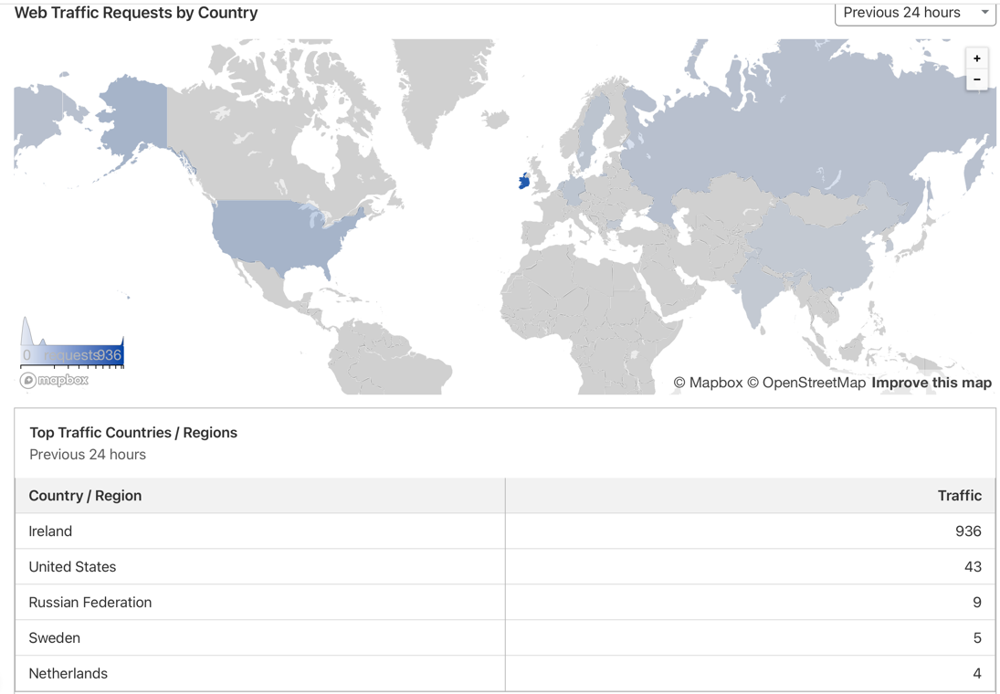 Web Traffic Requests by Country
Previous 24 hours
+
−
0 requests 936
mapbox
© Mapbox © OpenStreetMap Improve this map
Top Traffic Countries / Regions
Previous 24 hours
Country / Region Traffic
Ireland 936
United States 43
Russian Federation 9
Sweden 5
Netherlands 4